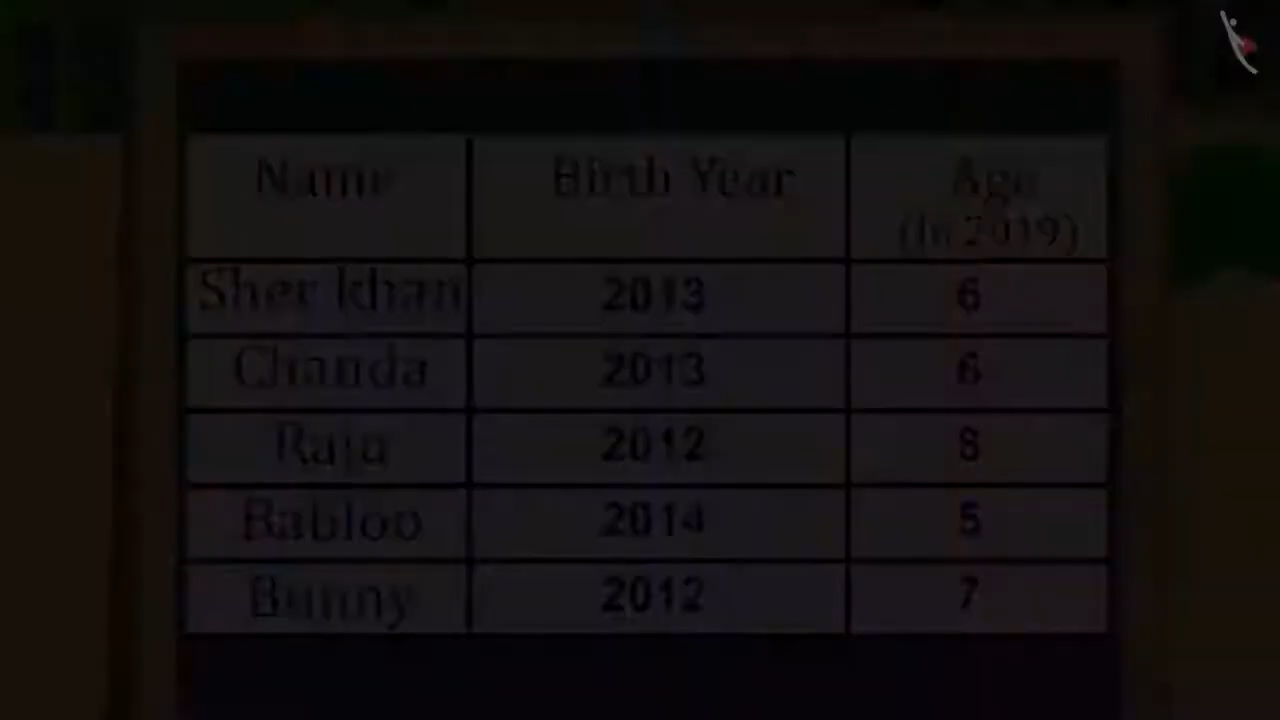 Name Birth Year Age
(In 2019)
Sher khan 2013 6
Chanda 2013 6
Raju 2012 8
Babloo 2014 5
Bunny 2012 7